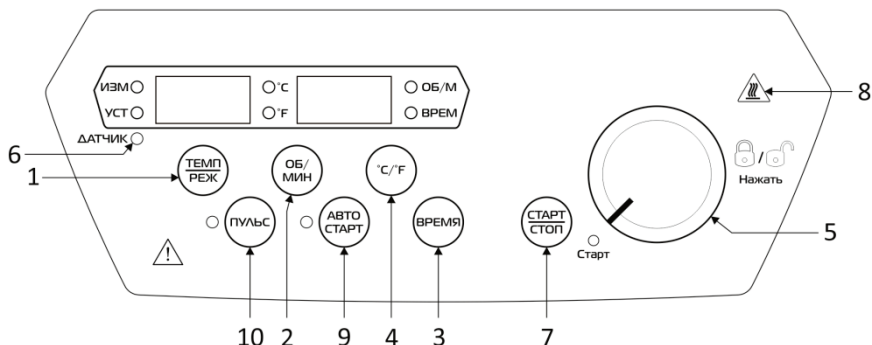 ИЗМ °C ОБ/М
УСТ °F ВРЕМ
8
ДАТЧИК
6
1
ТЕМП
РЕЖ
ОБ/
МИН
°C/°F
/
Нажать
ПУЛЬС
АВТО
СТАРТ
ВРЕМЯ
СТАРТ
СТОП
5
Старт
!
10 2 9 4 3 7